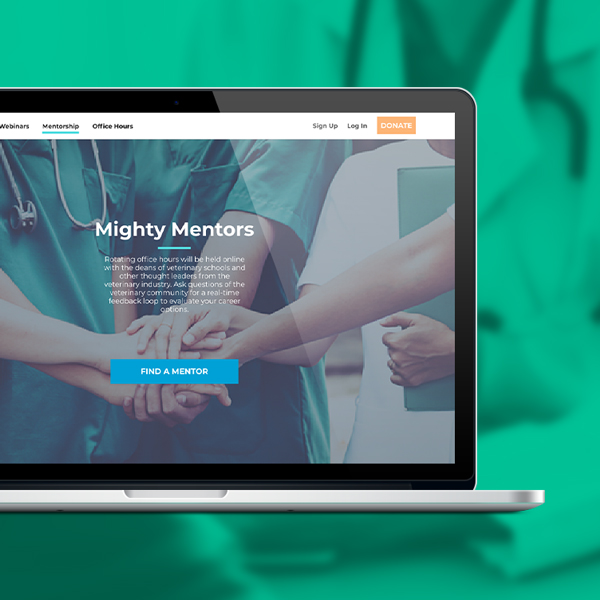 Webinars Mentorship Office Hours Sign Up Log In DONATE
Mighty Mentors
Rotating office hours will be held online
with the deans of veterinary schools and
other thought leaders from the
veterinary industry. Ask questions of the
veterinary community for a real-time
feedback loop to evaluate your career
options.
FIND A MENTOR